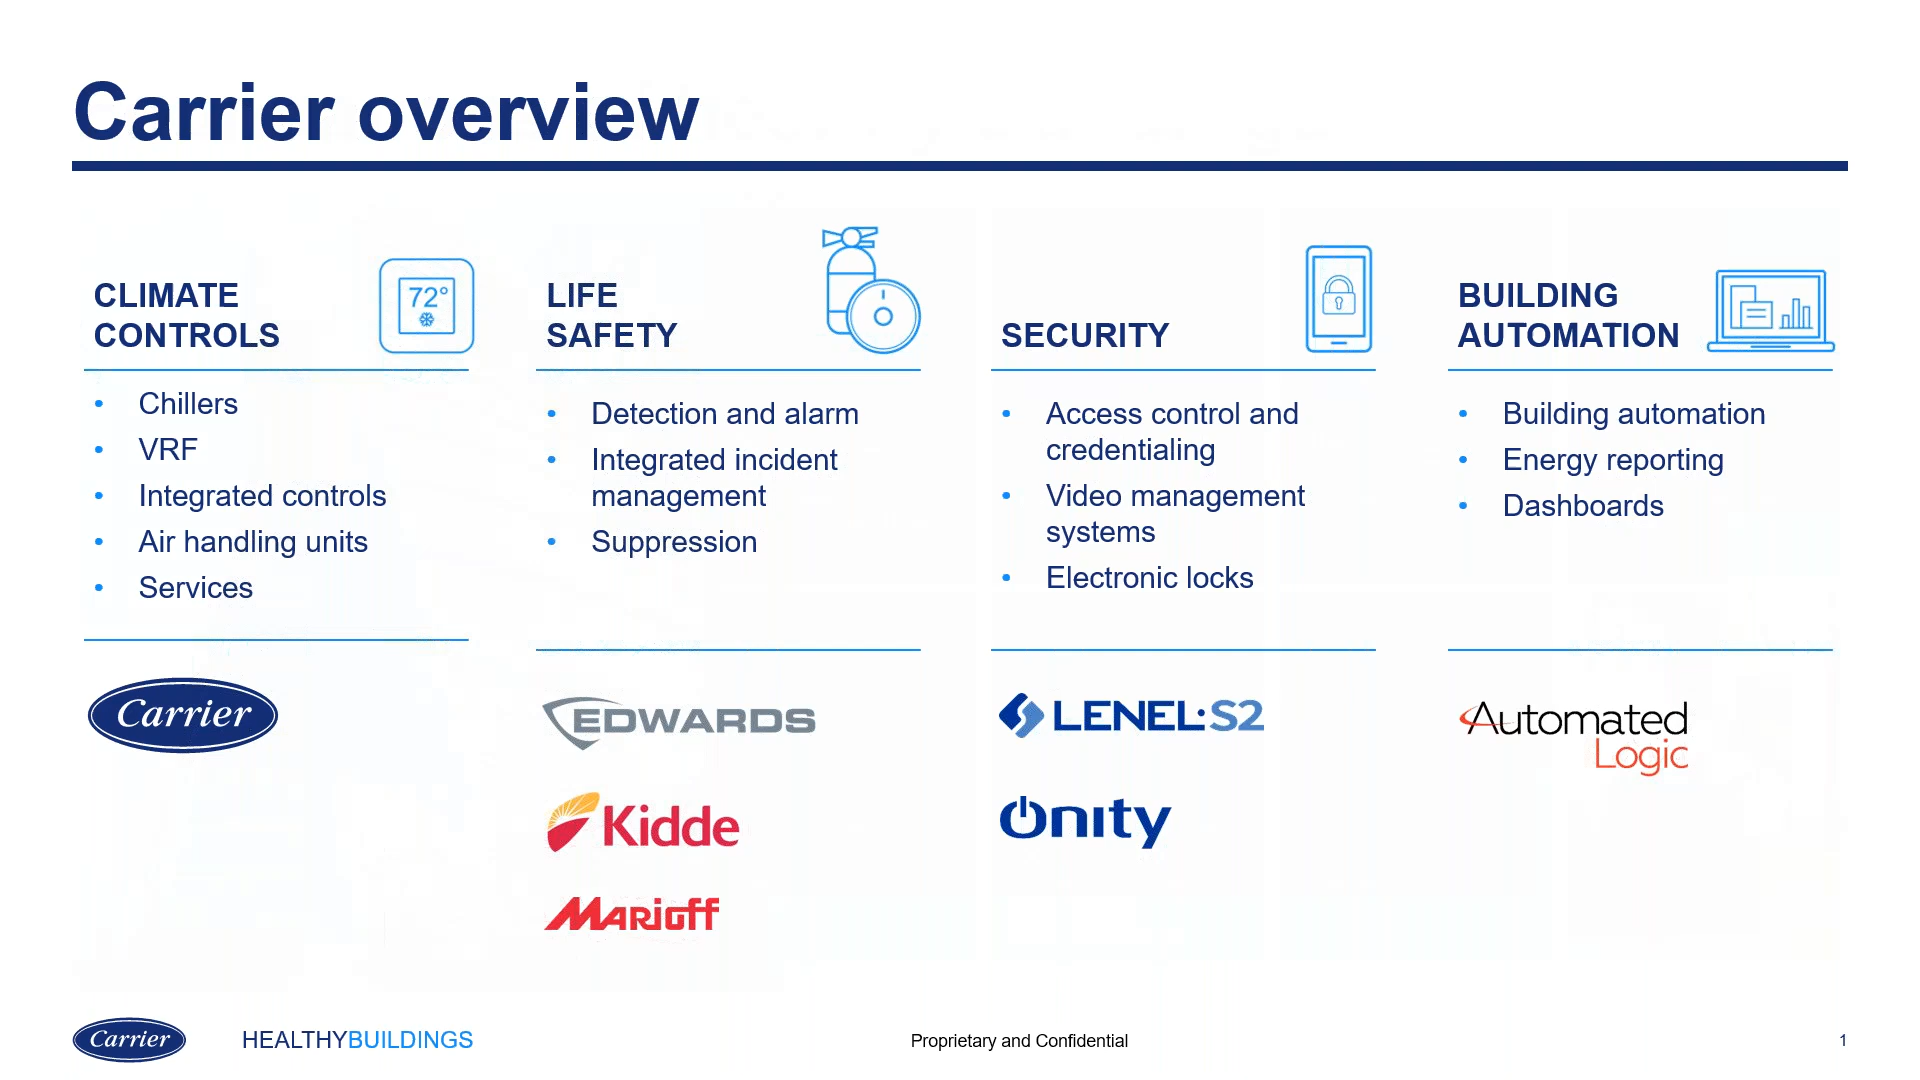 Carrier overview
CLIMATE
CONTROLS
72°
• Chillers
• VRF
• Integrated controls
• Air handling units
• Services
Carrier
LIFE
SAFETY
• Detection and alarm
• Integrated incident
management
• Suppression
EDWARDS
Kidde
MARIOFF
SECURITY
• Access control and
credentialing
• Video management
systems
• Electronic locks
LENEL·S2
Onity
BUILDING
AUTOMATION
• Building automation
• Energy reporting
• Dashboards
Automated
Logic
Carrier
HEALTHYBUILDINGS
Proprietary and Confidential
1